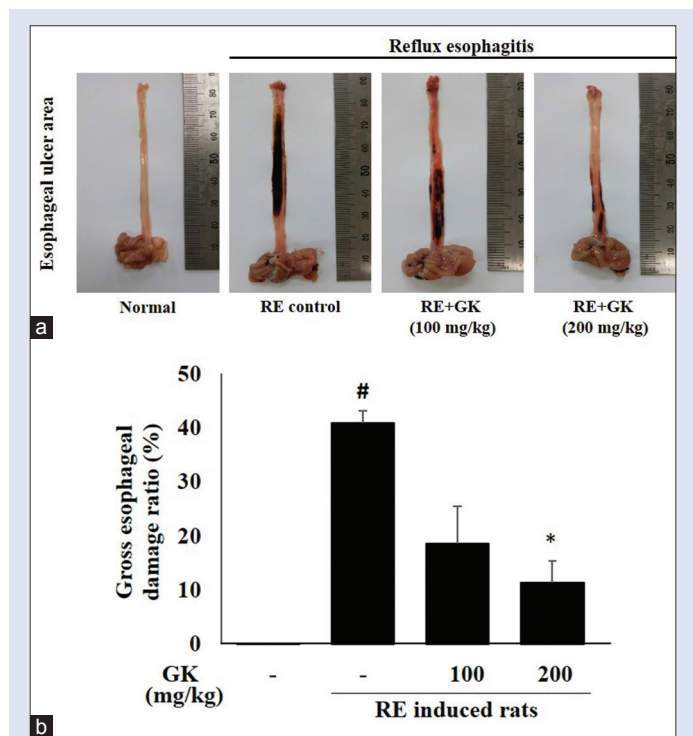 Reflux esophagitis
Esophageal ulcer area
Normal
RE control
RE+GK
(100 mg/kg)
RE+GK
(200 mg/kg)
a
50
40
30
20
10
0
Gross esophageal
damage ratio (%)
#
*
GK - - 100 200
(mg/kg)
RE induced rats
b